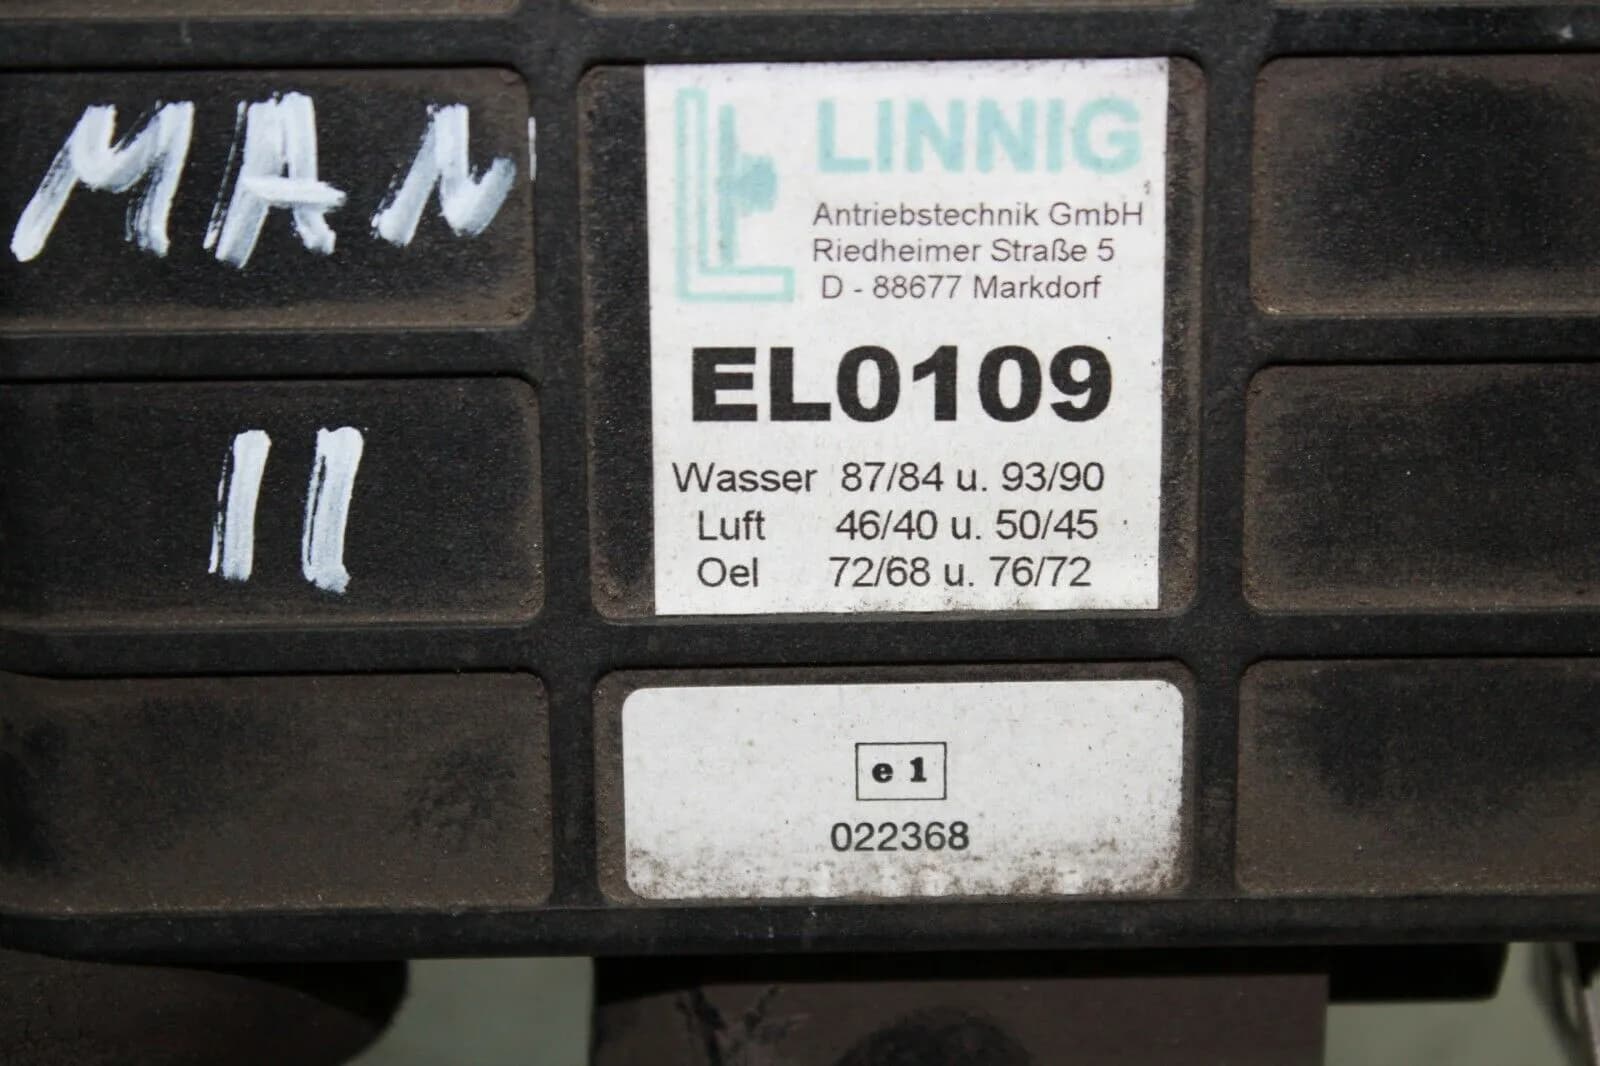 MAN
11
LINNIG
Antriebstechnik GmbH
Riedheimer Straße 5
D - 88677 Markdorf
EL0109
Wasser 87/84 u. 93/90
Luft 46/40 u. 50/45
Oel 72/68 u. 76/72
e 1
022368